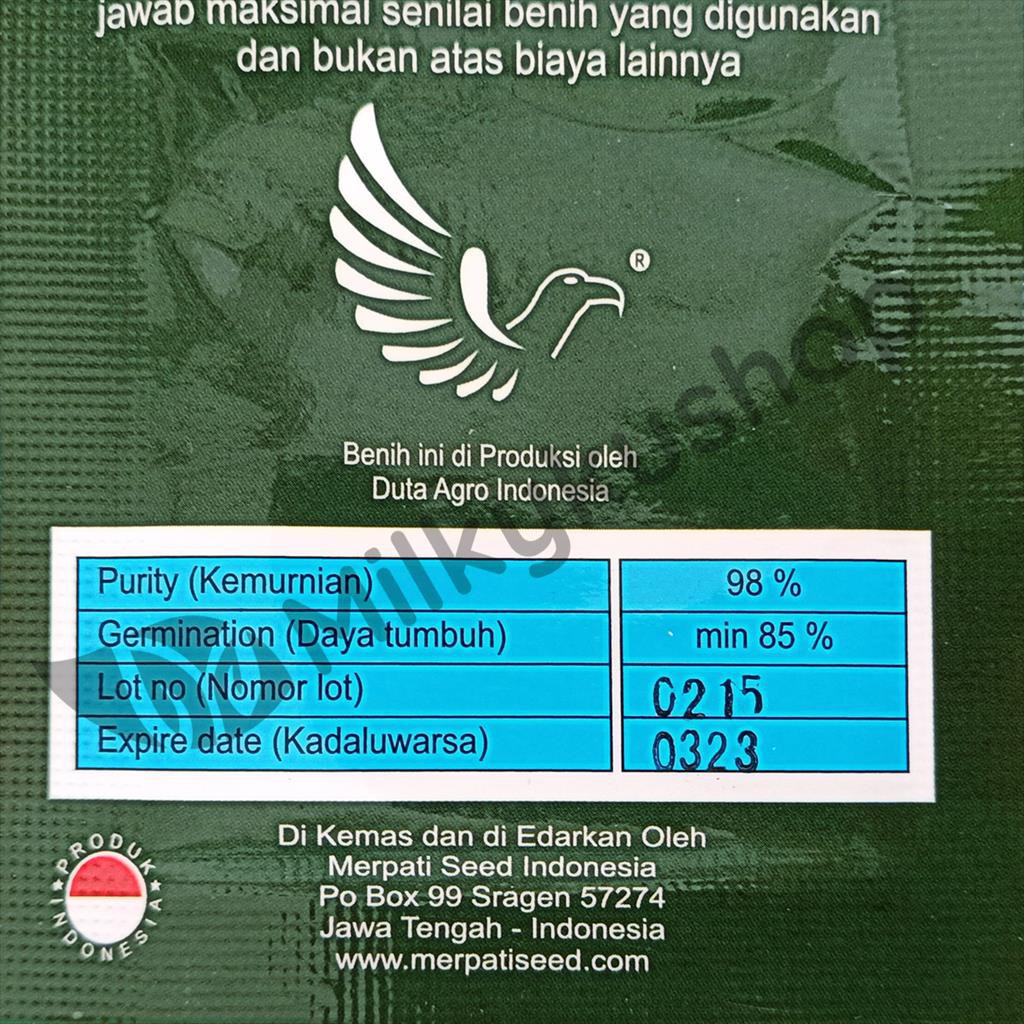 jawab maksimal senilai benih yang digunakan
dan bukan atas biaya lainnya
®
Benih ini di Produksi oleh
Duta Agro Indonesia
Purity (Kemurnian) 98 %
Germination (Daya tumbuh) min 85 %
Lot no (Nomor lot) 0215
Expire date (Kadaluwarsa) 0323
PRODUK
INDONESIA
Di Kemas dan di Edarkan Oleh
Merpati Seed Indonesia
Po Box 99 Sragen 57274
Jawa Tengah - Indonesia
www.merpatiseed.com